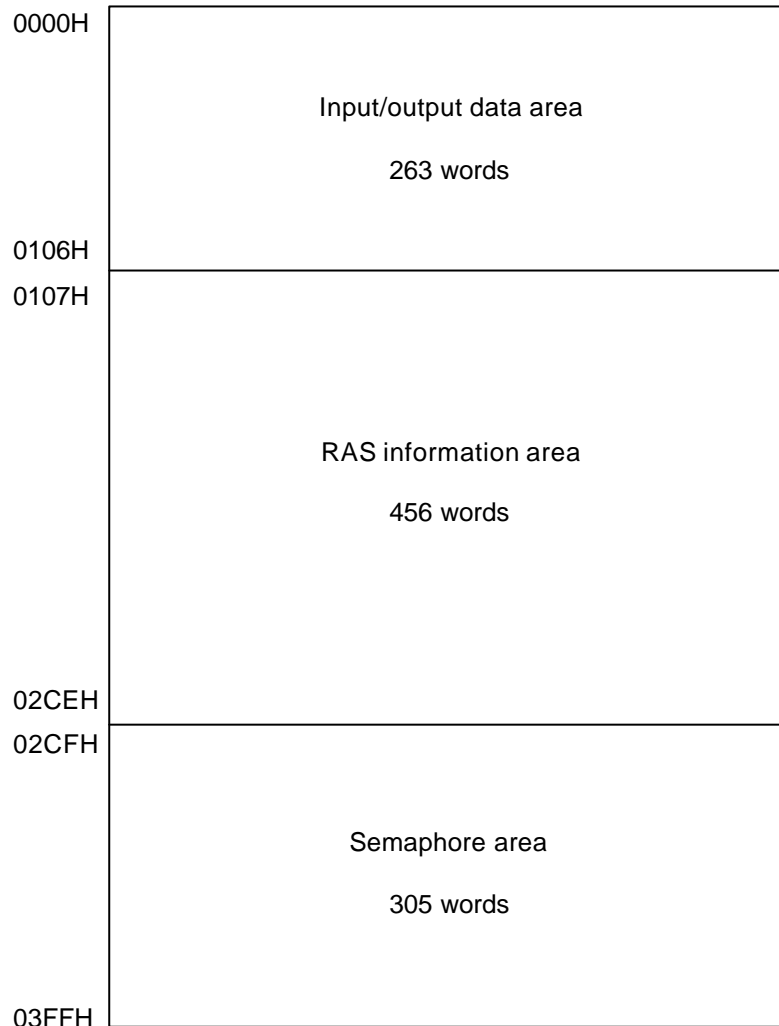 0000H
Input/output data area
263 words
0106H
0107H
RAS information area
456 words
02CEH
02CFH
Semaphore area
305 words
03FFH